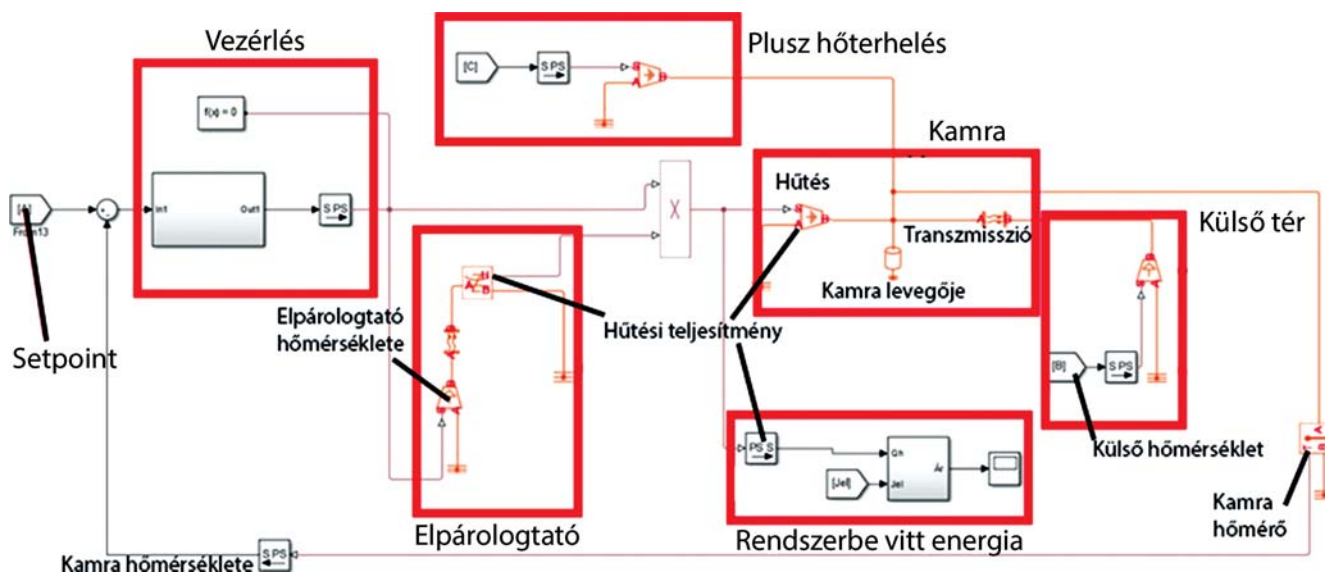 Vezérlés
Plusz hőterhelés
[C]
S PS
S
A
B
f(x) = 0
Kamra
Hűtés
[A]
From13
In1
Out1
S PS
X
S
A
Transzmisszió
A
B
Külső tér
Kamra levegője
Elpárologtató
hőmérséklete
A
H
B
Hűtési teljesítmény
Setpoint
[B]
S PS
Külső hőmérséklet
PS S
Gh
Jel
Ár
[Jel]
A
Kamra
hőmérő
Elpárologtató
Rendszerbe vitt energia
Kamra hőmérséklete
S PS